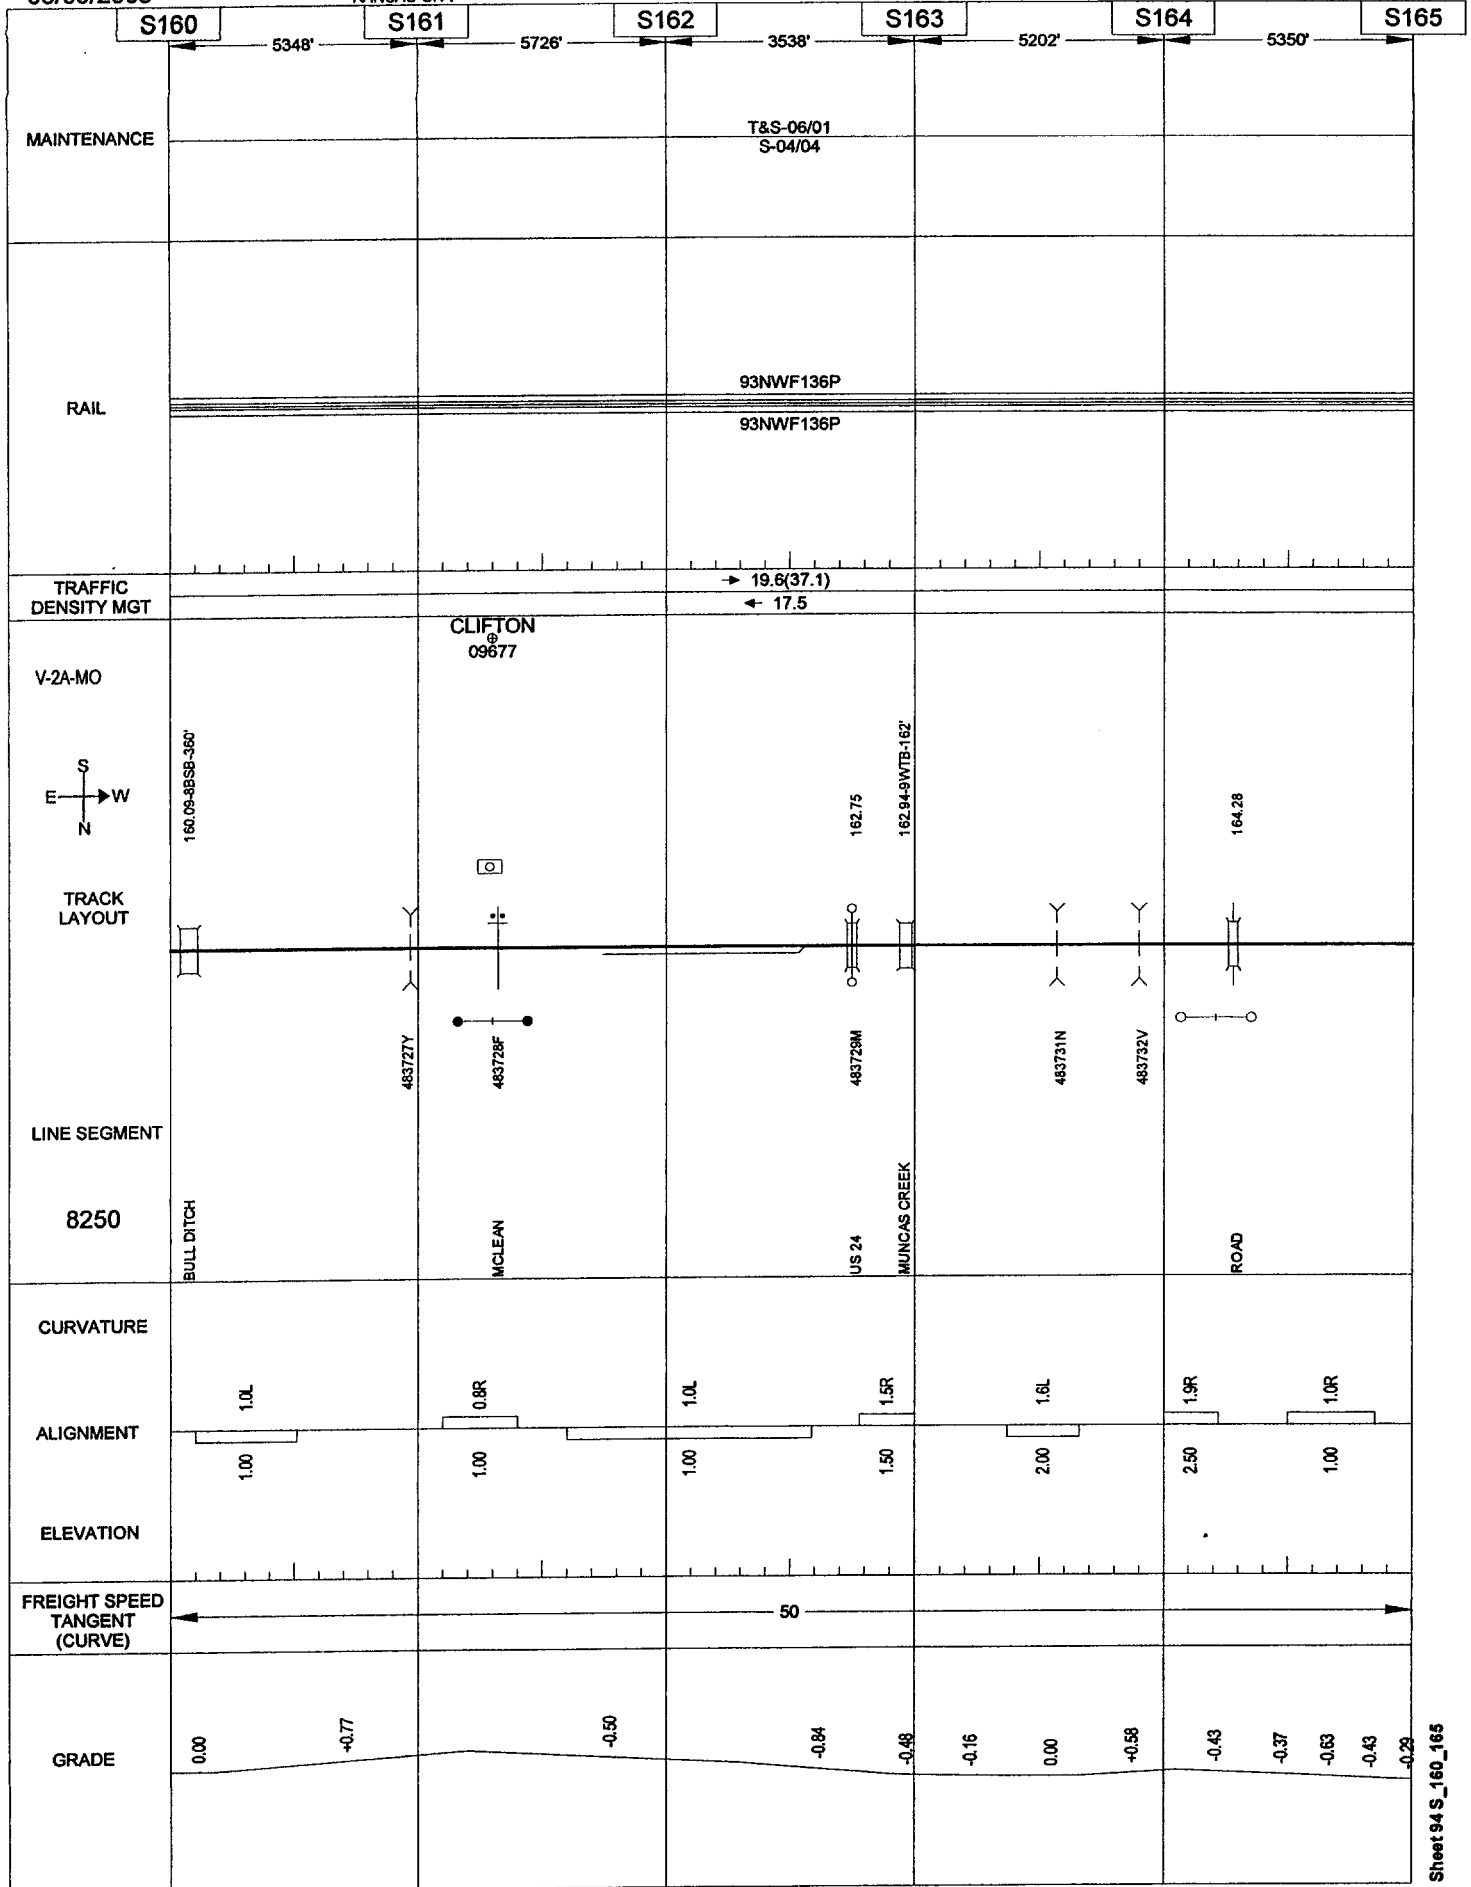 S160 S161 S162 S163 S164 S165
5348' 5726' 3538' 5202' 5350'
MAINTENANCE
T&S-06/01
S-04/04
RAIL
93NWF136P
93NWF136P
TRAFFIC
DENSITY MGT
→ 19.6(37.1)
← 17.5
CLIFTON
09677
V-2A-MO
S
E W
N
160.09-8BSB-360'
162.75
162.94-9WTB-162'
164.28
TRACK
LAYOUT
483727Y
483728F
483729M
483731N
483732V
LINE SEGMENT
8250
BULL DITCH
MCLEAN
US 24
MUNCAS CREEK
ROAD
CURVATURE
1.0L 0.8R 1.0L 1.5R 1.6L 1.9R 1.0R
ALIGNMENT
1.00 1.00 1.00 1.50 2.00 2.50 1.00
ELEVATION
FREIGHT SPEED
TANGENT
(CURVE)
50
GRADE
0.00 +0.77 -0.50 -0.84 -0.48 -0.16 0.00 +0.58 -0.43 -0.37 -0.63 -0.43 -0.29
Sheet 94 S_160_165